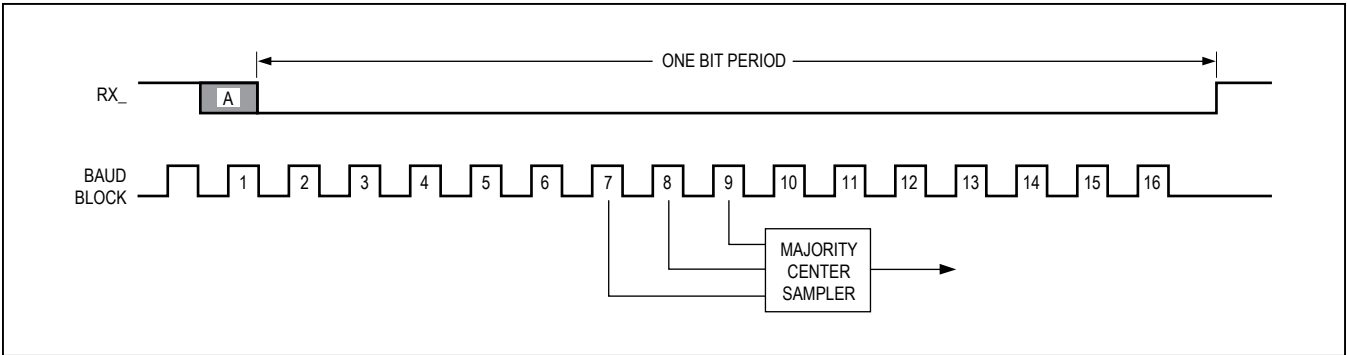 ONE BIT PERIOD
RX_
A
BAUD
BLOCK
1 2 3 4 5 6 7 8 9 10 11 12 13 14 15 16
MAJORITY
CENTER
SAMPLER